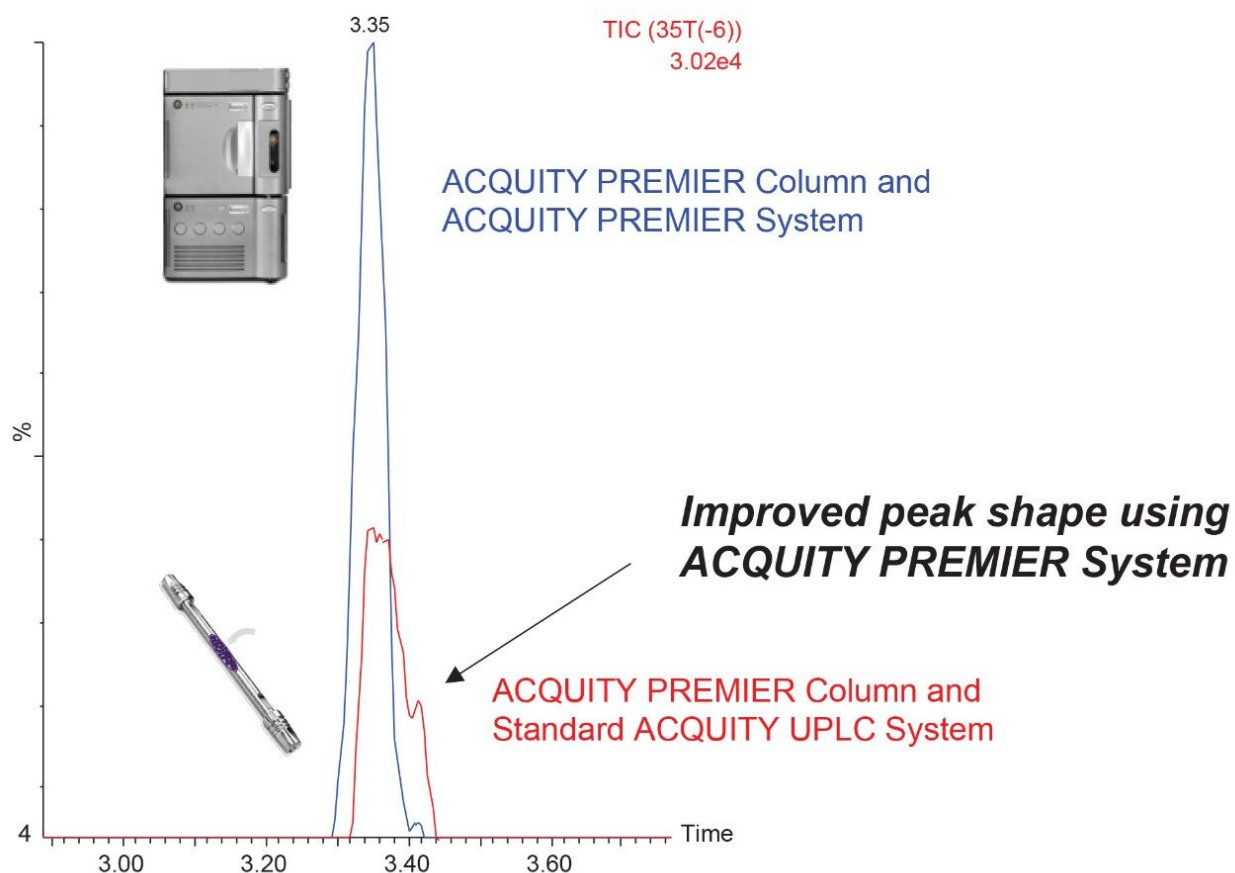 3.35
TIC (35T(-6))
3.02e4
ACQUITY PREMIER Column and
ACQUITY PREMIER System
%
Improved peak shape using
ACQUITY PREMIER System
ACQUITY PREMIER Column and
Standard ACQUITY UPLC System
4
Time
3.00 3.20 3.40 3.60